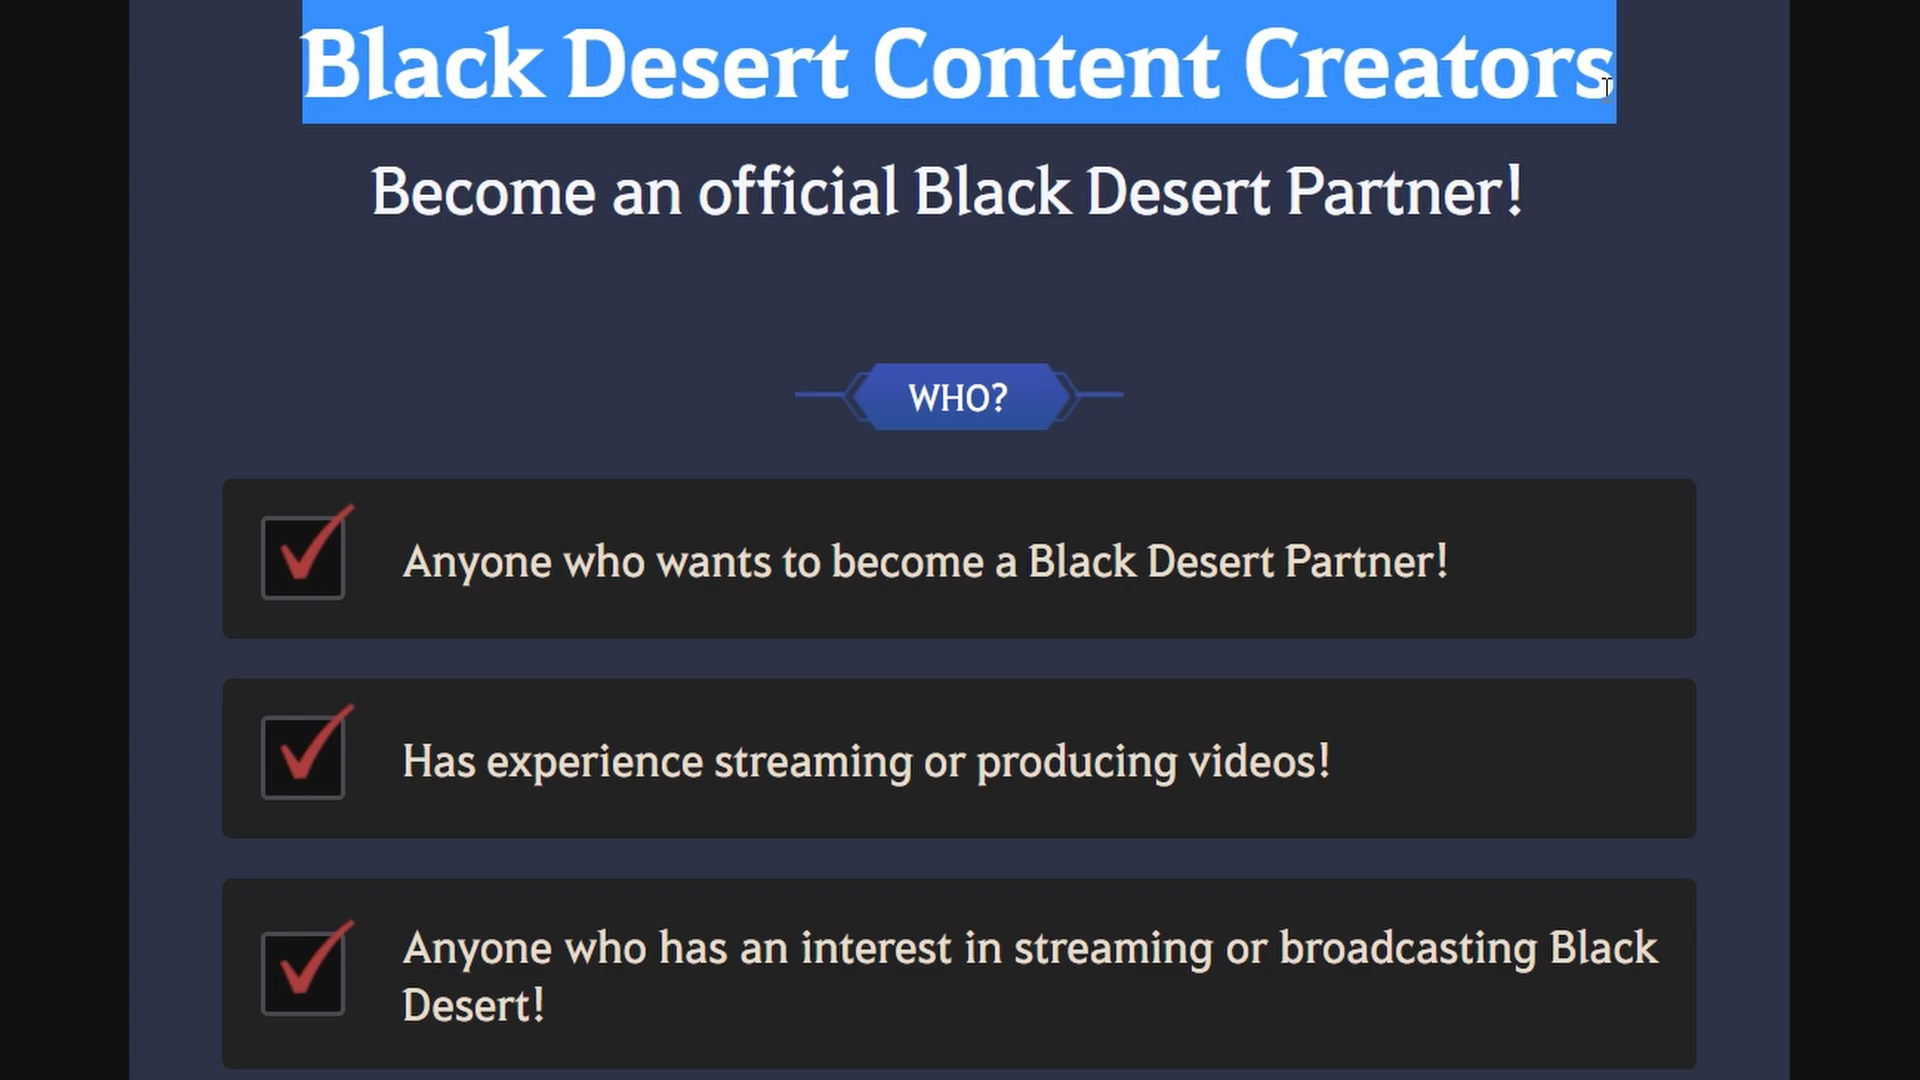 Black Desert Content Creators
Become an official Black Desert Partner!
WHO?
Anyone who wants to become a Black Desert Partner!
Has experience streaming or producing videos!
Anyone who has an interest in streaming or broadcasting Black
Desert!